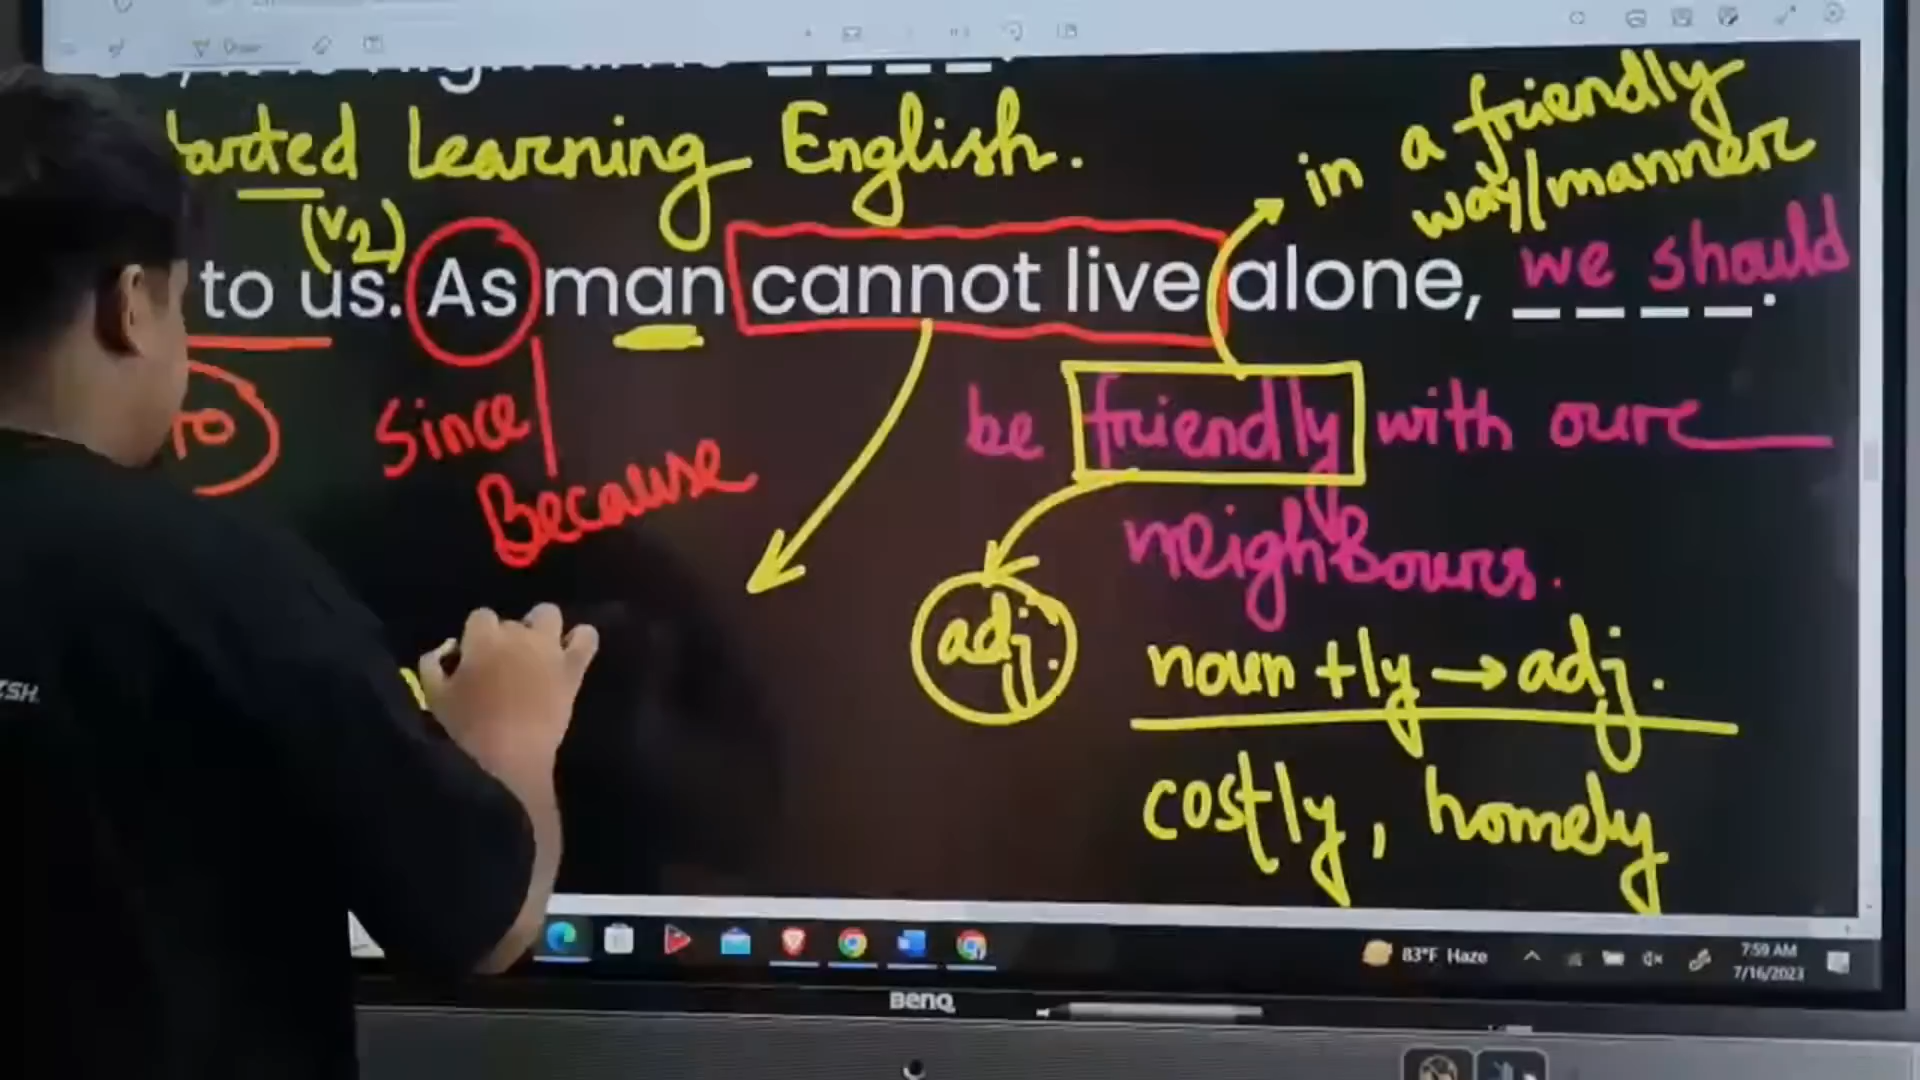 Draw
started Learning English.
(v2)
in a friendly
way/manner
to us. As man cannot live alone, we should
be friendly with our
Since
Because
neighbours.
adj.
noun + ly → adj.
costly, homely
83°F Haze
7:59 AM
7/16/2023
BenQ